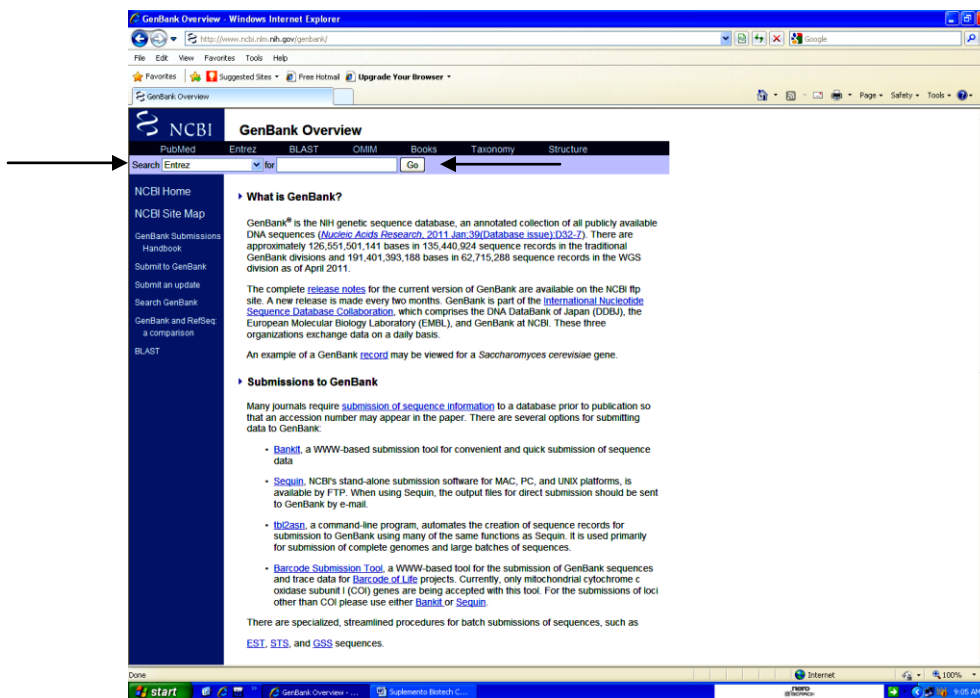 GenBank Overview - Windows Internet Explorer
http://www.ncbi.nlm.nih.gov/genbank/
Google
File Edit View Favorites Tools Help
Favorites Suggested Sites Free Hotmail Upgrade Your Browser
GenBank Overview
Page Safety Tools
NCBI GenBank Overview
PubMed Entrez BLAST OMIM Books Taxonomy Structure
Search Entrez for Go
NCBI Home
NCBI Site Map
GenBank Submissions
Handbook
Submit to GenBank
Submit an update
Search GenBank
GenBank and RefSeq:
a comparison
BLAST
What is GenBank?
GenBank® is the NIH genetic sequence database, an annotated collection of all publicly available
DNA sequences (Nucleic Acids Research, 2011 Jan;39(Database issue):D32-7). There are
approximately 126,551,501,141 bases in 135,440,924 sequence records in the traditional
GenBank divisions and 191,401,393,188 bases in 62,715,288 sequence records in the WGS
division as of April 2011.
The complete release notes for the current version of GenBank are available on the NCBI ftp
site. A new release is made every two months. GenBank is part of the International Nucleotide
Sequence Database Collaboration, which comprises the DNA DataBank of Japan (DDBJ), the
European Molecular Biology Laboratory (EMBL), and GenBank at NCBI. These three
organizations exchange data on a daily basis.
An example of a GenBank record may be viewed for a Saccharomyces cerevisiae gene.
Submissions to GenBank
Many journals require submission of sequence information to a database prior to publication so
that an accession number may appear in the paper. There are several options for submitting
data to GenBank:
- BankIt, a WWW-based submission tool for convenient and quick submission of sequence
data
- Sequin, NCBI's stand-alone submission software for MAC, PC, and UNIX platforms, is
available by FTP. When using Sequin, the output files for direct submission should be sent
to GenBank by e-mail.
- tbl2asn, a command-line program, automates the creation of sequence records for
submission to GenBank using many of the same functions as Sequin. It is used primarily
for submission of complete genomes and large batches of sequences.
- Barcode Submission Tool, a WWW-based tool for the submission of GenBank sequences
and trace data for Barcode of Life projects. Currently, only mitochondrial cytochrome c
oxidase subunit I (COI) genes are being accepted with this tool. For the submissions of loci
other than COI please use either BankIt or Sequin.
There are specialized, streamlined procedures for batch submissions of sequences, such as
EST, STS, and GSS sequences.
Done Internet 100%
start GenBank Overview - ... Suplemento Biotech C... nero 9:05 AM